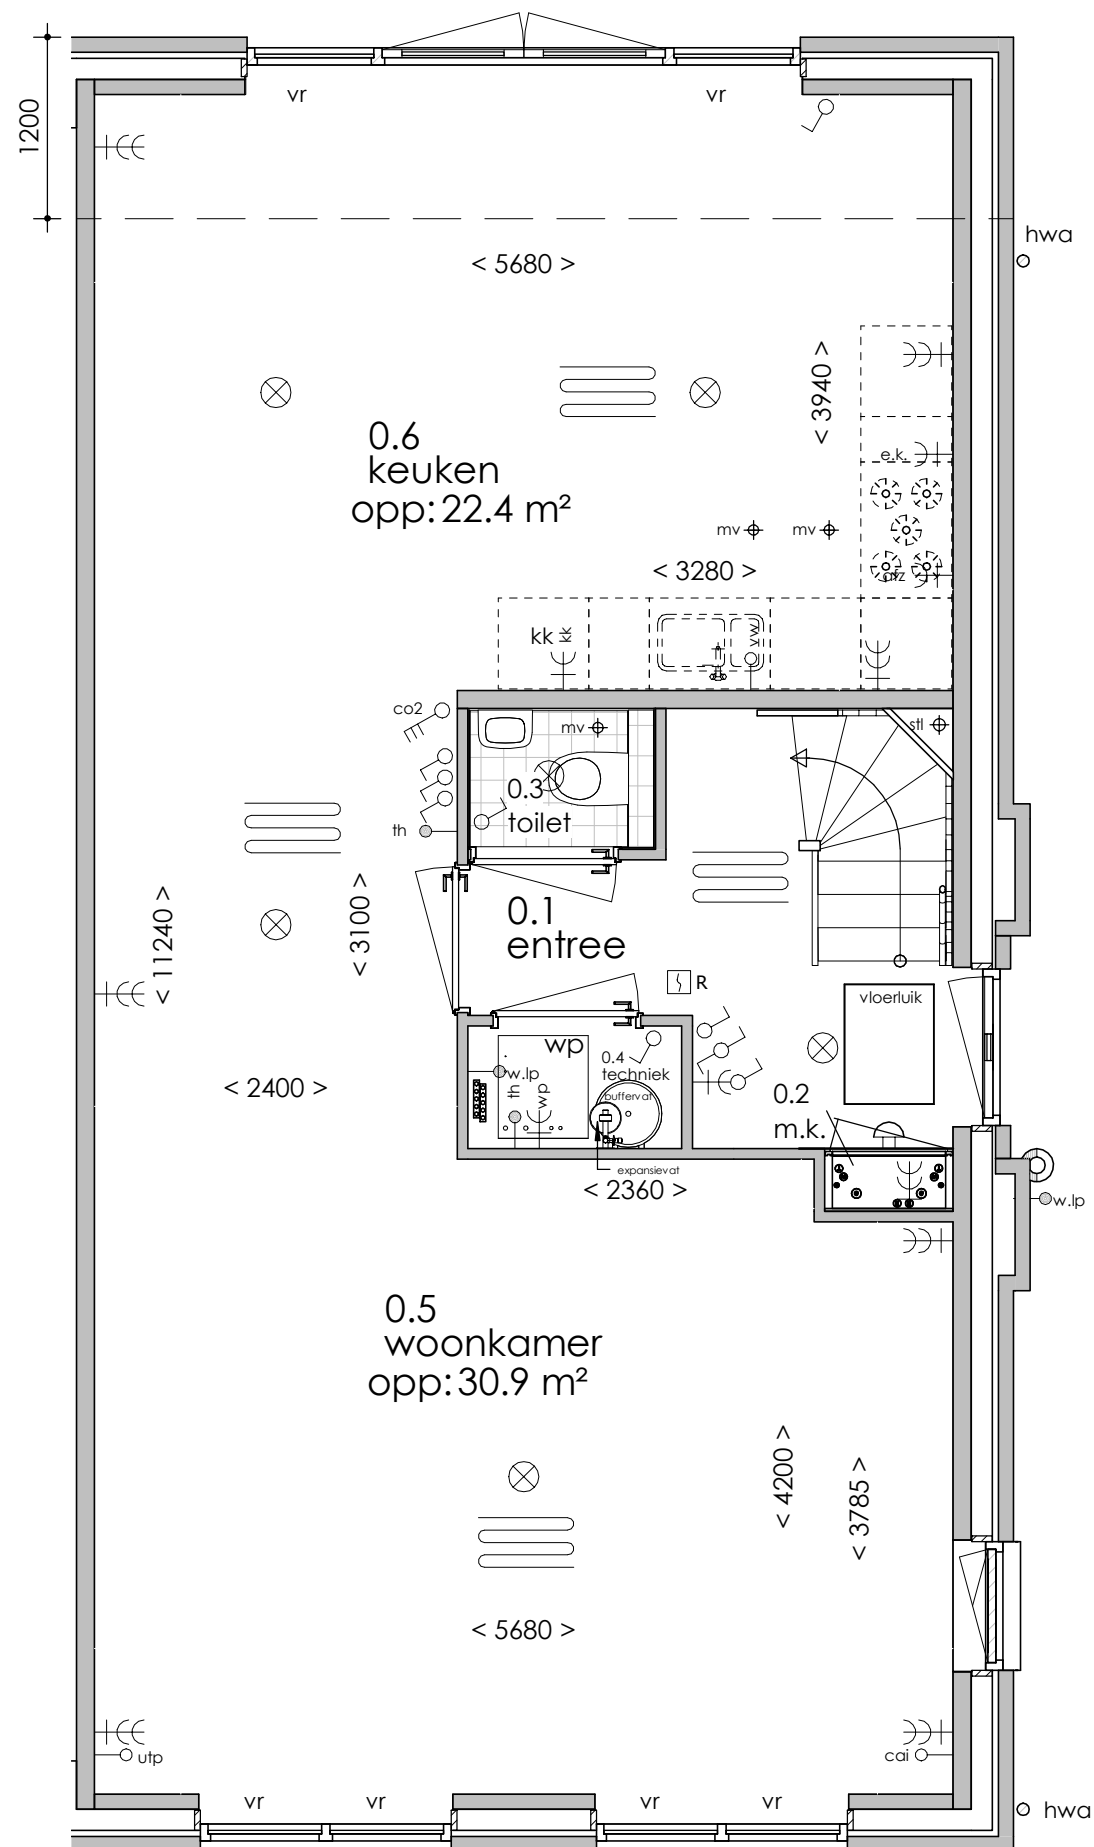 vr
vr
1200
hwa
< 5680 >
< 3940 >
0.6
keuken
opp: 22.4 m²
e.k.
mv
mv
afz
< 3280 >
kk
kk
vw
co2
mv
stl
0.3
toilet
th
< 11240 >
< 3100 >
0.1
entree
R
vloerluik
wp
0.4
techniek
w.lp
th
wp
buffervat
< 2400 >
0.2
m.k.
expansievat
< 2360 >
w.lp
0.5
woonkamer
opp: 30.9 m²
< 4200 >
< 3785 >
< 5680 >
utp
cai
vr
vr
vr
vr
hwa